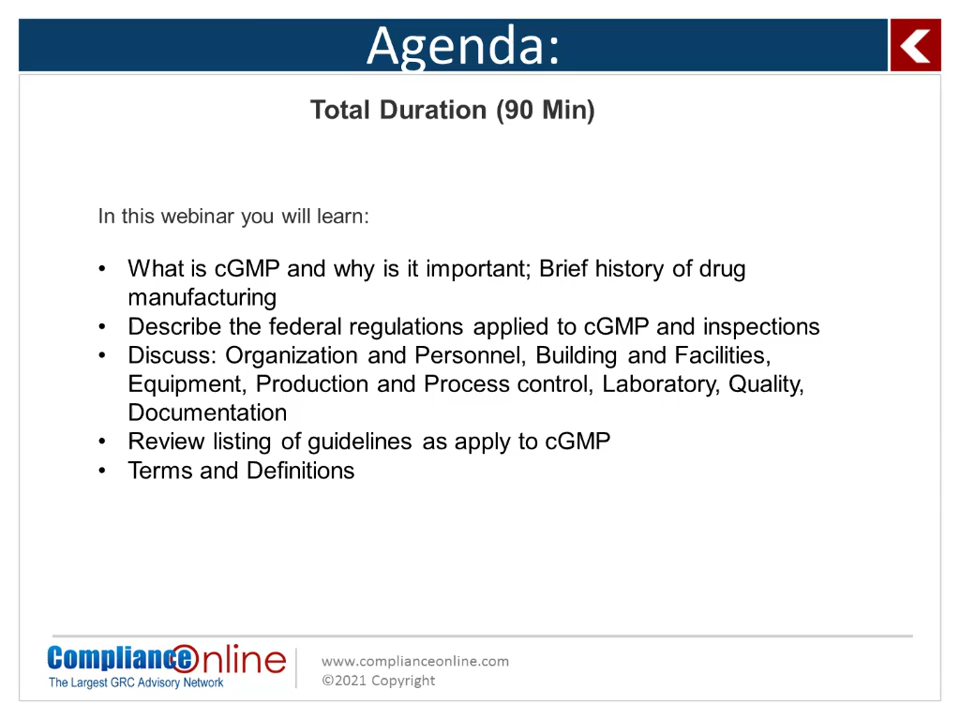 Agenda:
Total Duration (90 Min)
In this webinar you will learn:
• What is cGMP and why is it important; Brief history of drug
manufacturing
• Describe the federal regulations applied to cGMP and inspections
• Discuss: Organization and Personnel, Building and Facilities,
Equipment, Production and Process control, Laboratory, Quality,
Documentation
• Review listing of guidelines as apply to cGMP
• Terms and Definitions
ComplianceOnline
The Largest GRC Advisory Network
www.complianceonline.com
©2021 Copyright